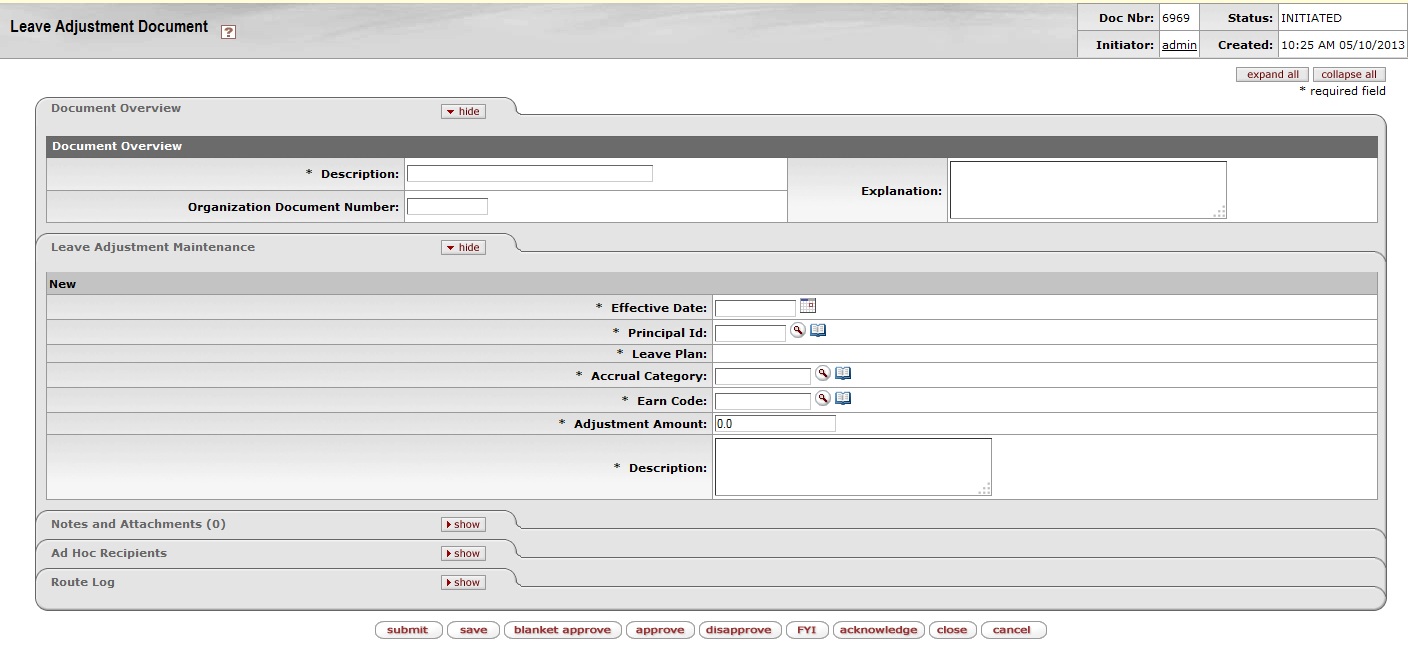 Leave Adjustment Document ?
Doc Nbr: 6969 Status: INITIATED
Initiator: admin Created: 10:25 AM 05/10/2013
expand all collapse all
* required field
Document Overview hide
Document Overview
* Description:
Explanation:
Organization Document Number:
Leave Adjustment Maintenance hide
New
* Effective Date:
* Principal Id:
* Leave Plan:
* Accrual Category:
* Earn Code:
* Adjustment Amount: 0.0
* Description:
Notes and Attachments (0) show
Ad Hoc Recipients show
Route Log show
submit save blanket approve approve disapprove FYI acknowledge close cancel